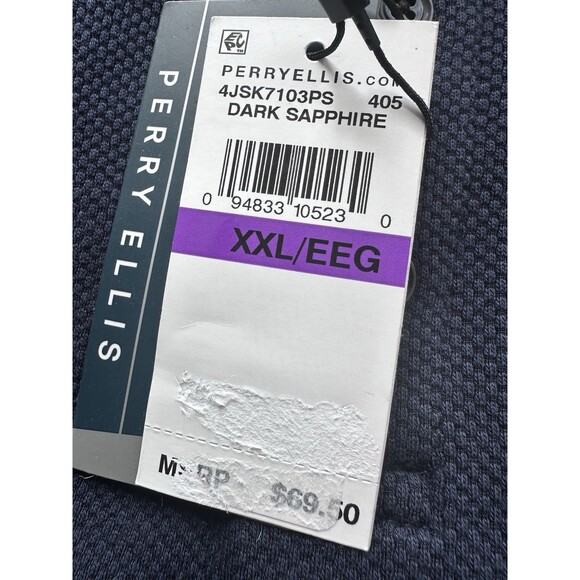 PERRY ELLIS
PERRYELLIS.com
4JSK7103PS 405
DARK SAPPHIRE
0 94833 10523 0
XXL/EEG
$69.50